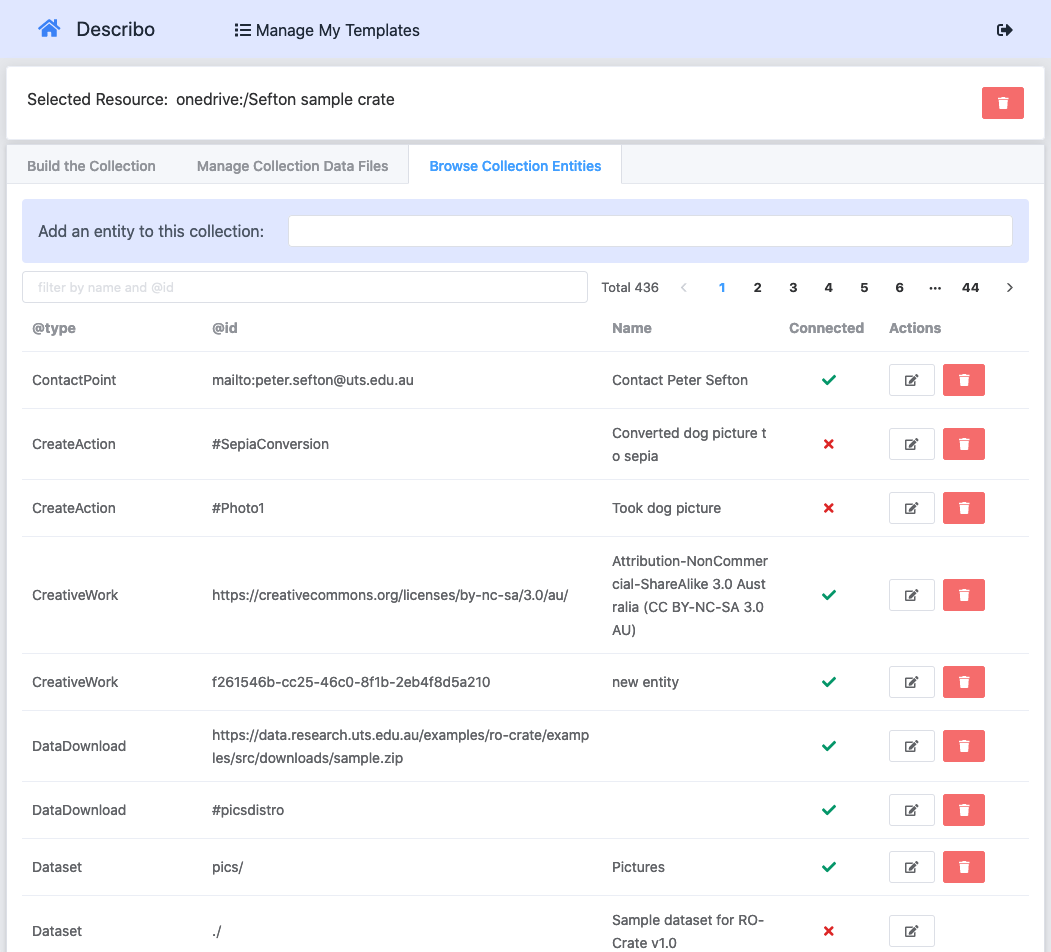 Describo
Manage My Templates
Selected Resource: onedrive:/Sefton sample crate
Build the Collection
Manage Collection Data Files
Browse Collection Entities
Add an entity to this collection:
filter by name and @id
Total 436
1 2 3 4 5 6 ··· 44
@type @id Name Connected Actions
ContactPoint mailto:peter.sefton@uts.edu.au Contact Peter Sefton
CreateAction #SepiaConversion Converted dog picture t
o sepia
CreateAction #Photo1 Took dog picture
CreativeWork https://creativecommons.org/licenses/by-nc-sa/3.0/au/ Attribution-NonCommer
cial-ShareAlike 3.0 Aust
ralia (CC BY-NC-SA 3.0
AU)
CreativeWork f261546b-cc25-46c0-8f1b-2eb4f8d5a210 new entity
DataDownload https://data.research.uts.edu.au/examples/ro-crate/examp
les/src/downloads/sample.zip
DataDownload #picsdistro
Dataset pics/ Pictures
Dataset ./ Sample dataset for RO-
Crate v1.0